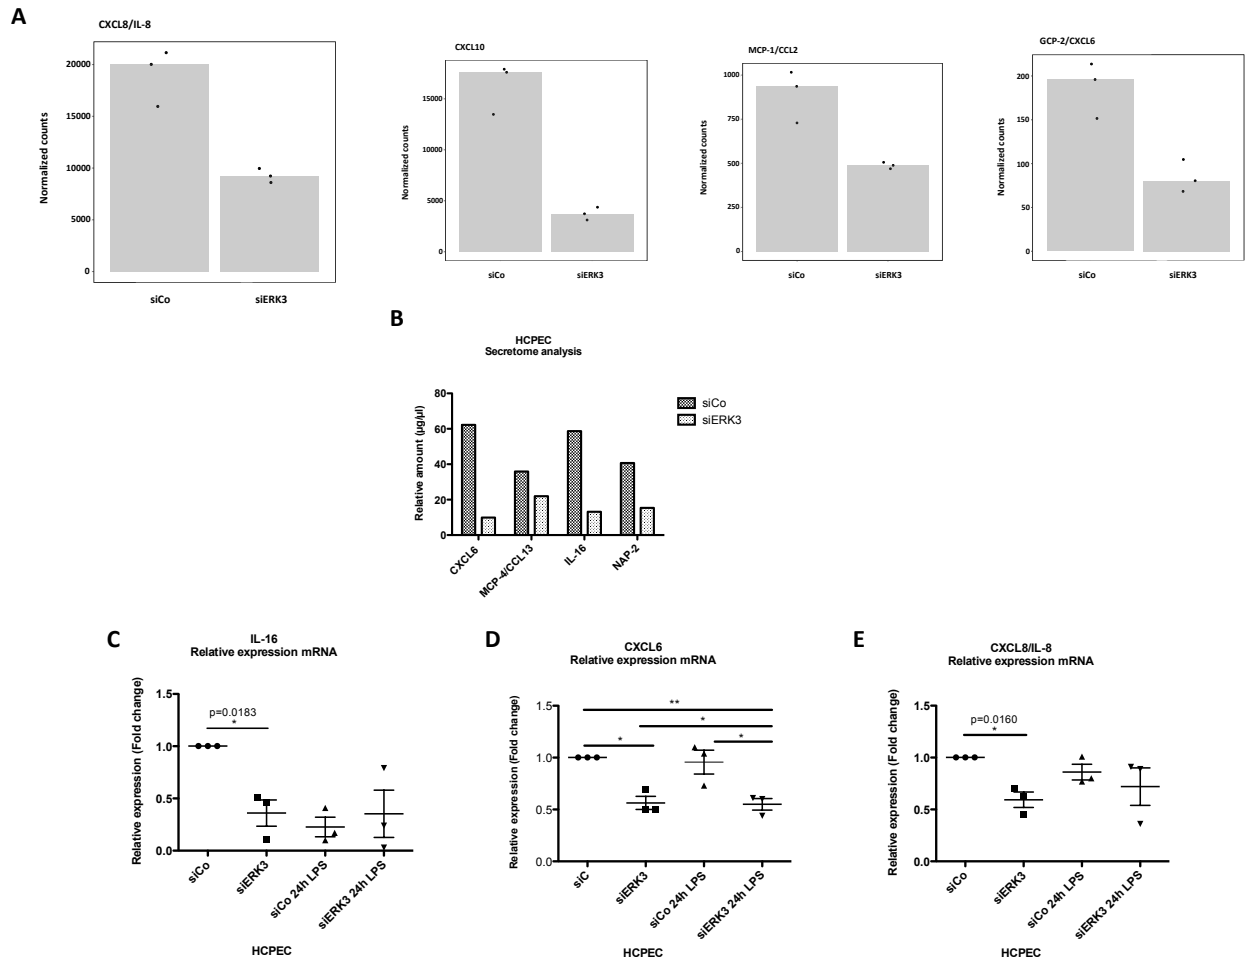 A
CXCL8/IL-8
Normalized counts
20000
15000
10000
5000
0
siCo siERK3
CXCL10
Normalized counts
15000
10000
5000
0
siCo siERK3
MCP-1/CCL2
Normalized counts
1000
750
500
250
0
siCo siERK3
GCP-2/CXCL6
Normalized counts
200
150
100
50
0
siCo siERK3
B
HCPEC
Secretome analysis
Relative amount (µg/µl)
80
60
40
20
0
CXCL6
MCP-4/CCL13
IL-16
NAP-2
siCo
siERK3
C
IL-16
Relative expression mRNA
Relative expression (Fold change)
1.5
1.0
0.5
0.0
p=0.0183
*
siCo
siERK3
siCo 24h LPS
siERK3 24h LPS
HCPEC
D
CXCL6
Relative expression mRNA
Relative expression (Fold change)
1.5
1.0
0.5
0.0
**
*
*
*
siC
siERK3
siCo 24h LPS
siERK3 24h LPS
HCPEC
E
CXCL8/IL-8
Relative expression mRNA
Relative expression (Fold change)
1.5
1.0
0.5
0.0
p=0.0160
*
siCo
siERK3
siCo 24h LPS
siERK3 24h LPS
HCPEC